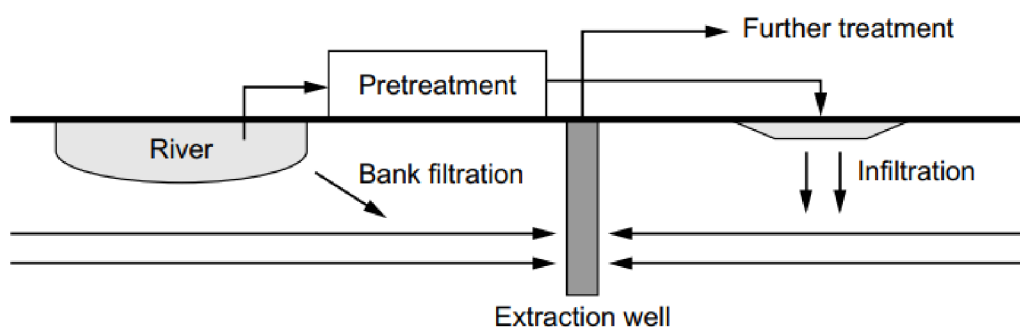 Further treatment
Pretreatment
River
Bank filtration
Infiltration
Extraction well